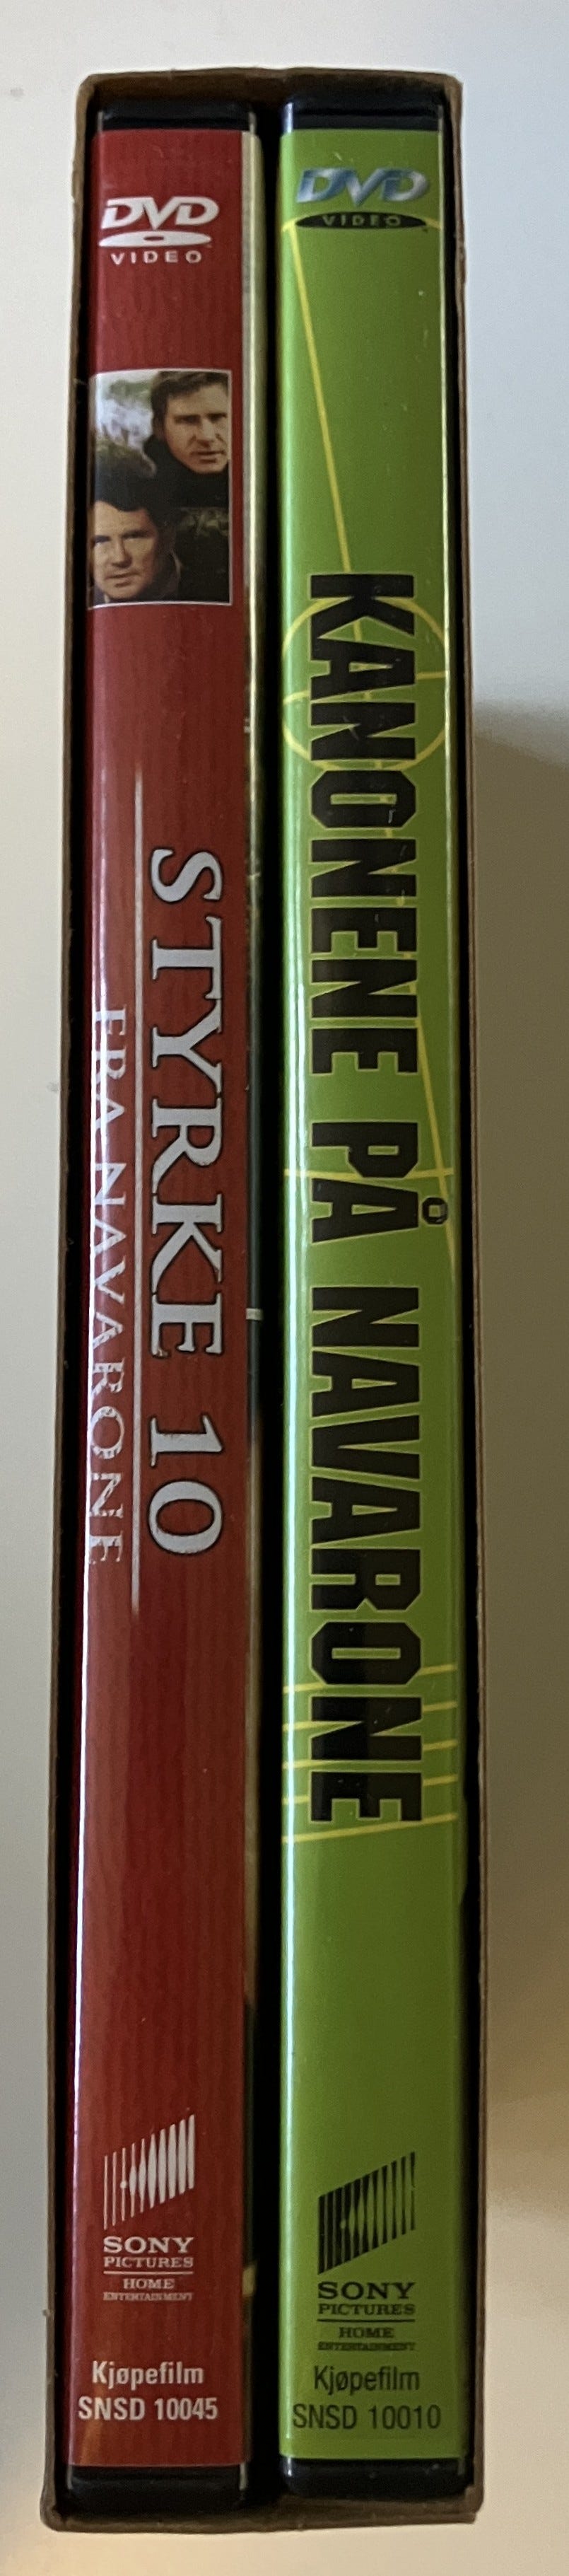 DVD
VIDEO
STYRKE 10
FRA NAVARONE
SONY
PICTURES
HOME
ENTERTAINMENT
Kjøpefilm
SNSD 10045
DVD
VIDEO
KANONENE PÅ NAVARONE
SONY
PICTURES
HOME
ENTERTAINMENT
Kjøpefilm
SNSD 10010